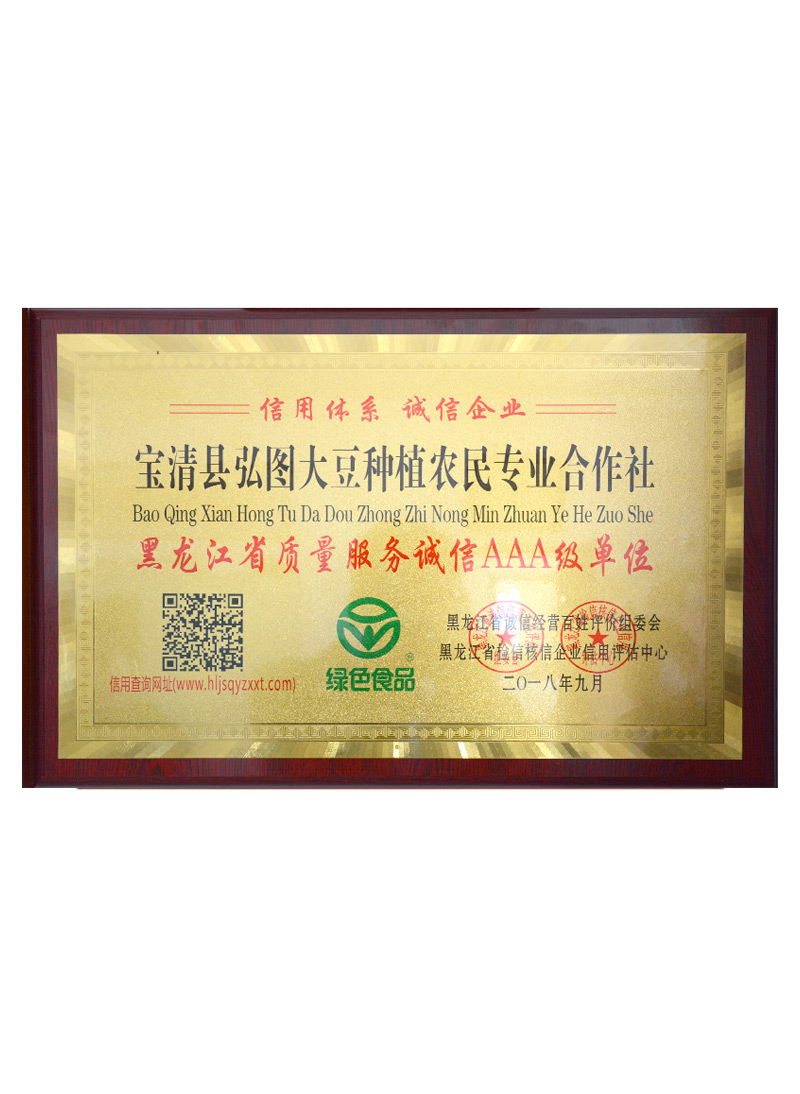 信用体系 诚信企业
宝清县弘图大豆种植农民专业合作社
Bao Qing Xian Hong Tu Da Dou Zhong Zhi Nong Min Zhuan Ye He Zuo She
黑龙江省质量服务诚信AAA级单位
信用查询网址(www.hljsqyzxxt.com)
绿色食品®
黑龙江省诚信经营百姓评价组委会
黑龙江省稳信核信企业信用评估中心
二〇一八年九月